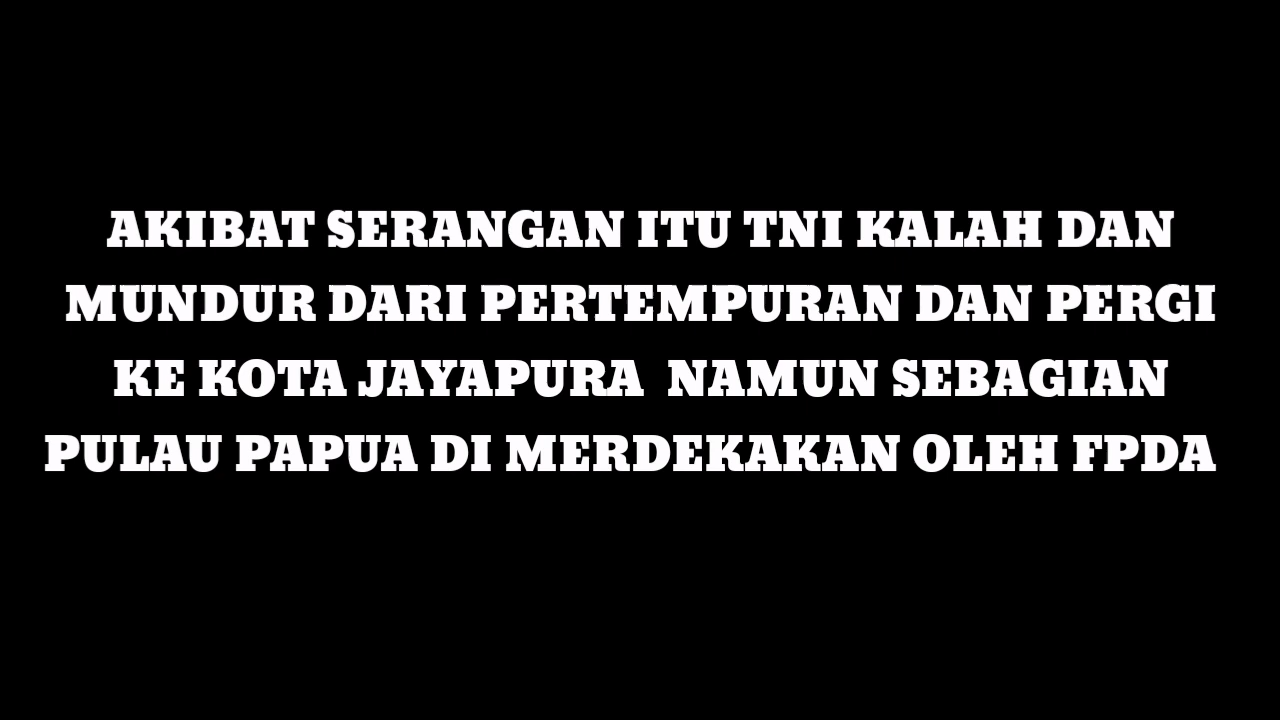 AKIBAT SERANGAN ITU TNI KALAH DAN
MUNDUR DARI PERTEMPURAN DAN PERGI
KE KOTA JAYAPURA  NAMUN SEBAGIAN
PULAU PAPUA DI MERDEKAKAN OLEH FPDA